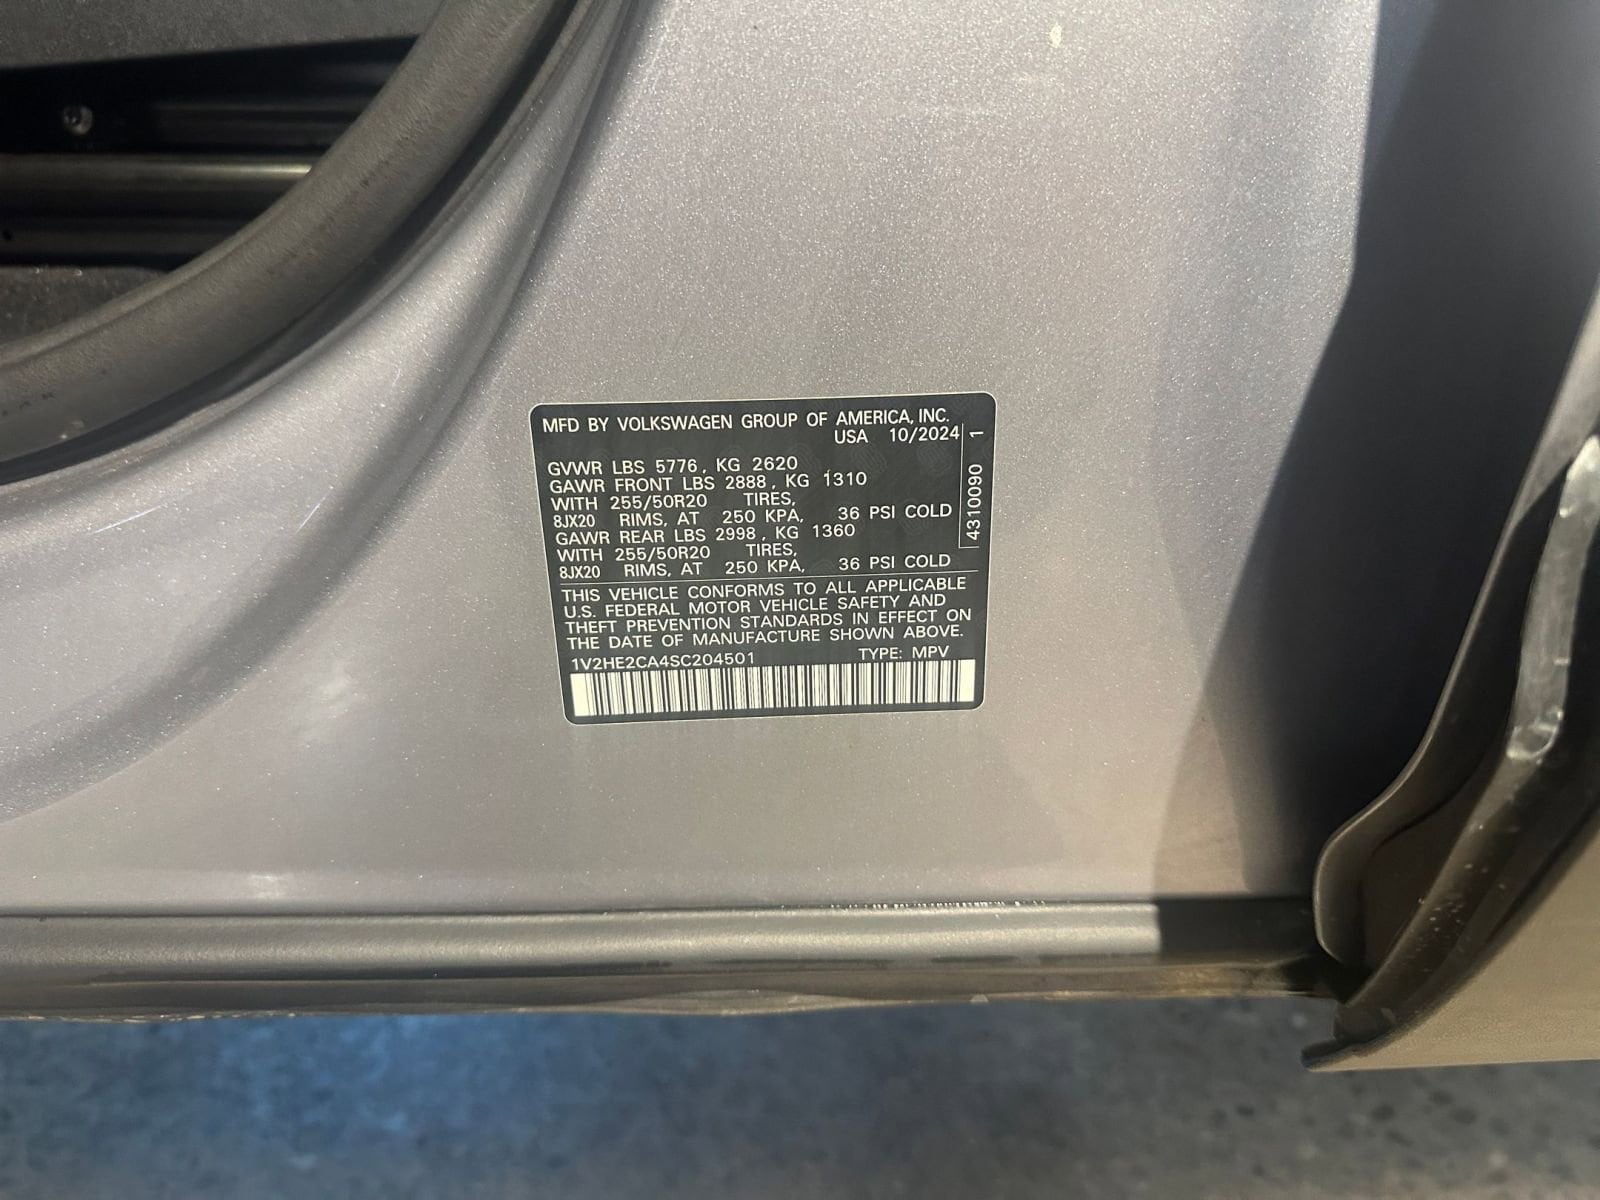 MFD BY VOLKSWAGEN GROUP OF AMERICA, INC.
USA 10/2024
GVWR LBS 5776, KG 2620
GAWR FRONT LBS 2888, KG 1310
WITH 255/50R20 TIRES,
8JX20 RIMS, AT 250 KPA, 36 PSI COLD
GAWR REAR LBS 2998, KG 1360
WITH 255/50R20 TIRES,
8JX20 RIMS, AT 250 KPA, 36 PSI COLD
4310090 1
THIS VEHICLE CONFORMS TO ALL APPLICABLE
U.S. FEDERAL MOTOR VEHICLE SAFETY AND
THEFT PREVENTION STANDARDS IN EFFECT ON
THE DATE OF MANUFACTURE SHOWN ABOVE.
1V2HE2CA4SC204501 TYPE: MPV